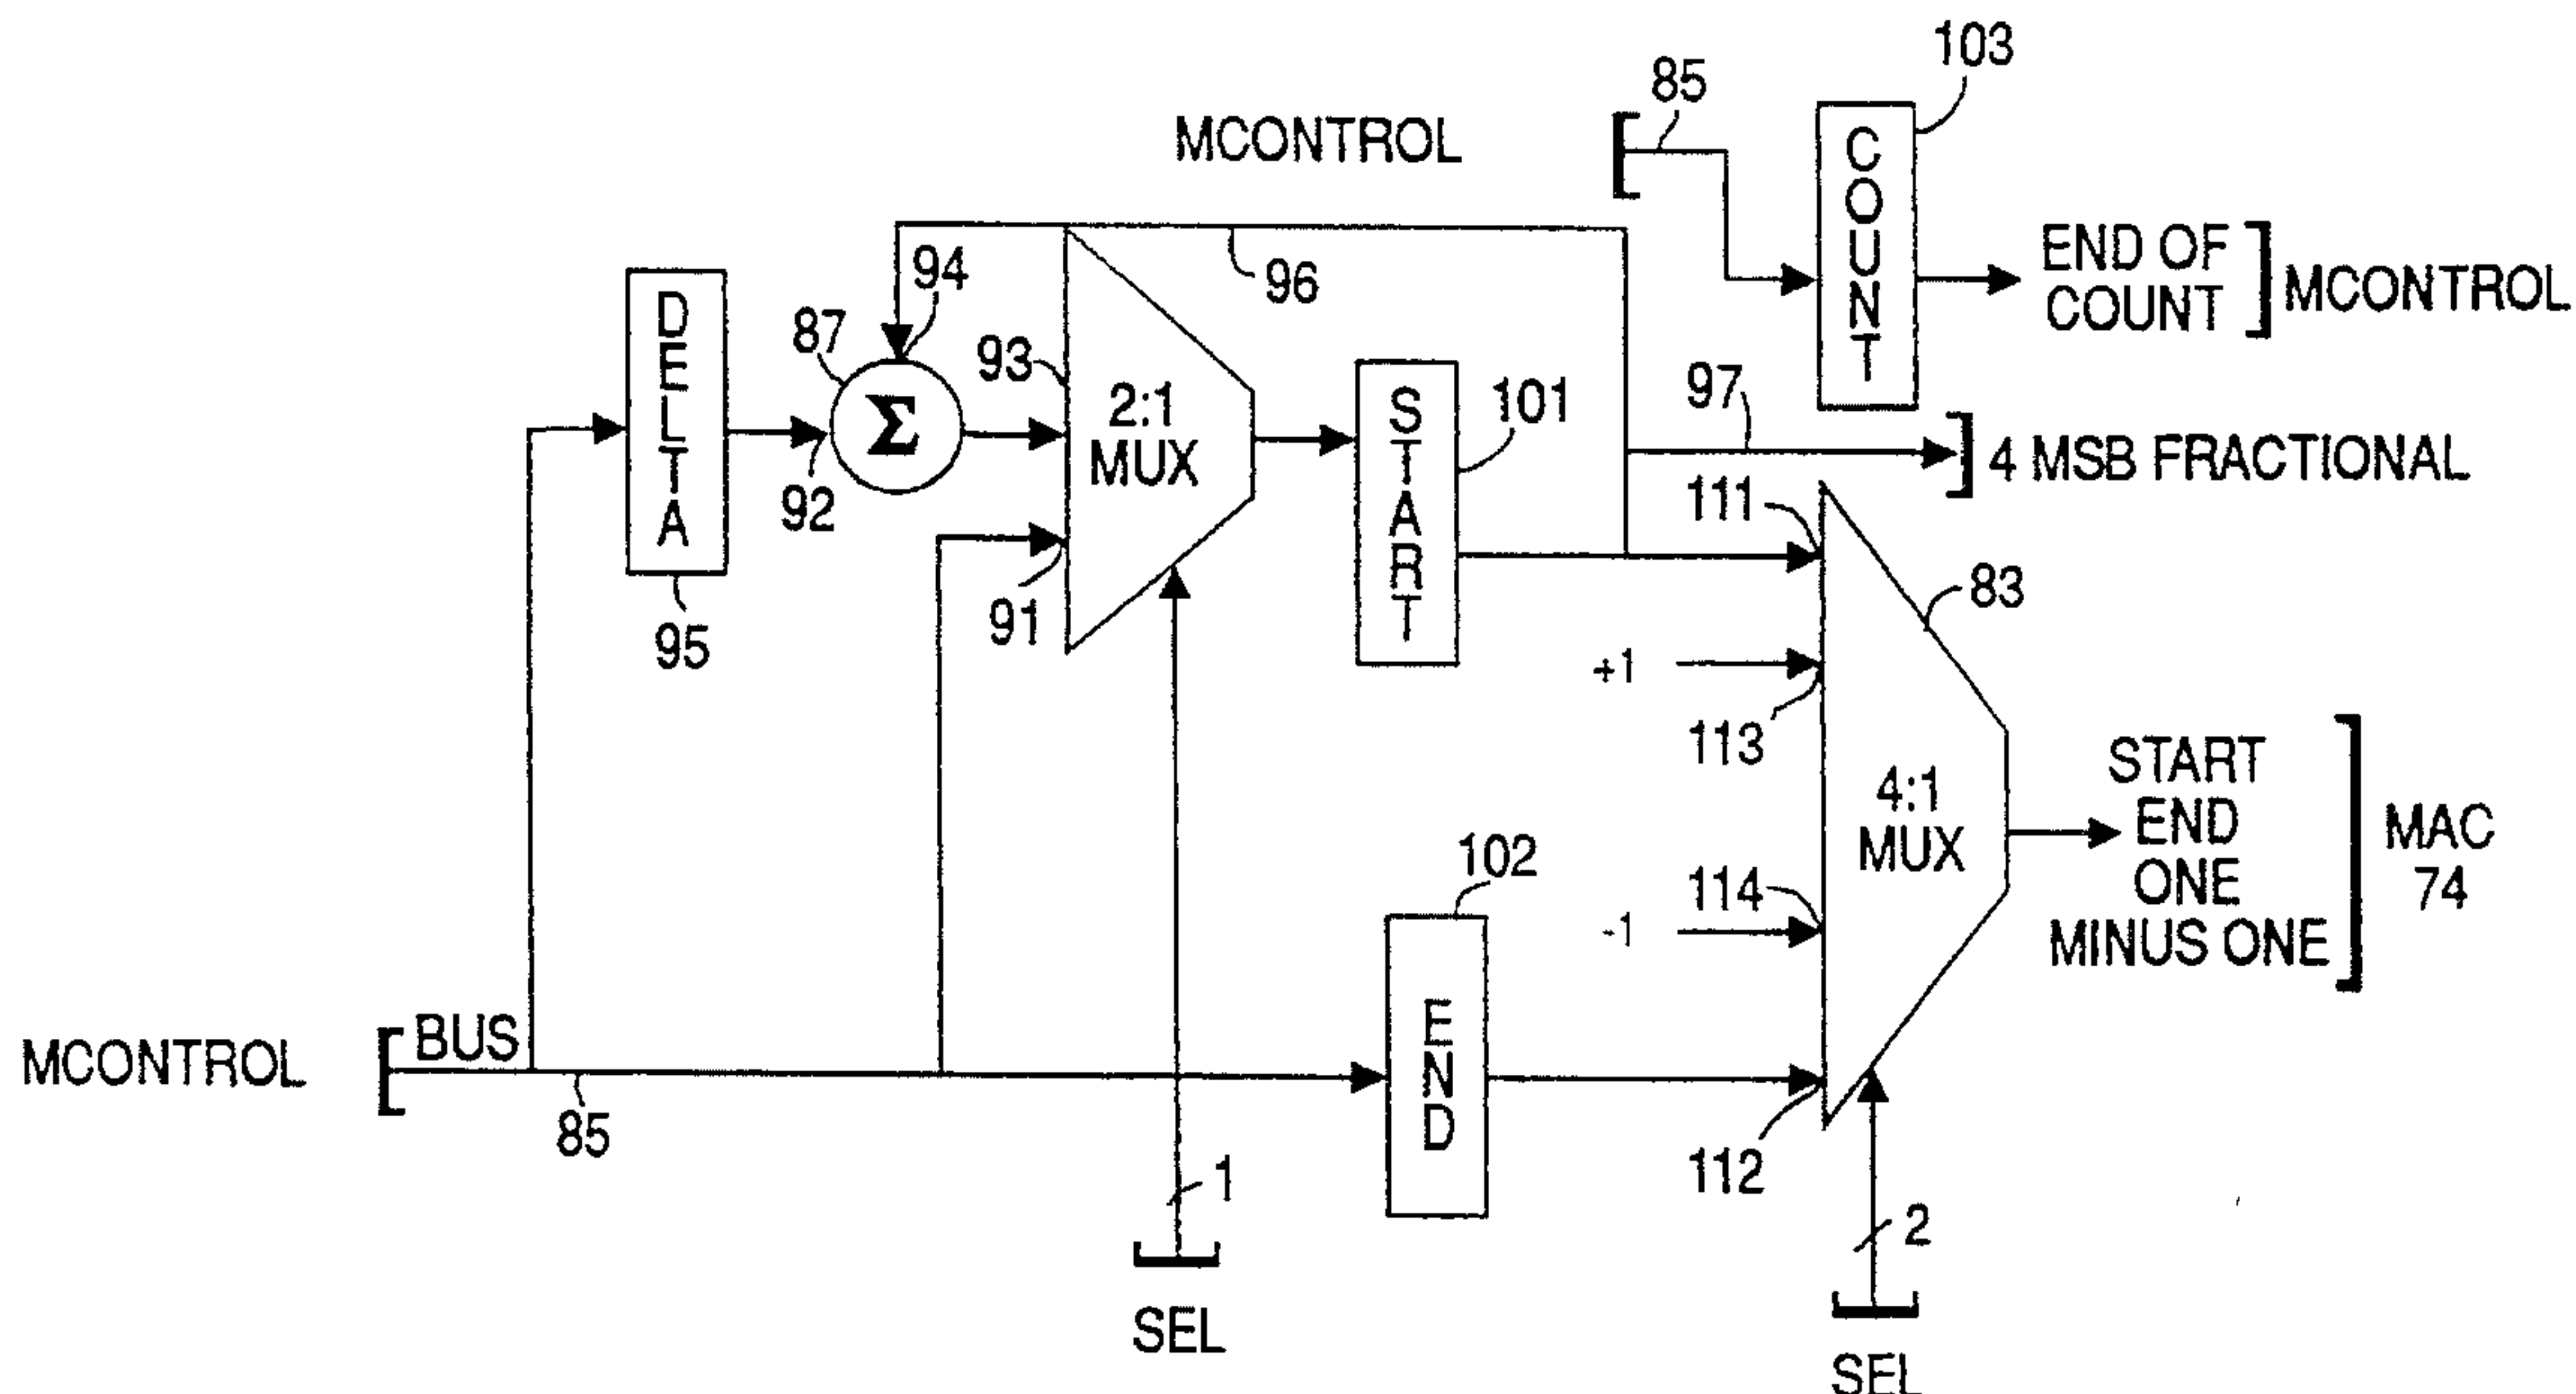 103
85
MCONTROL
COUNT
END OF
COUNT
MCONTROL
94
96
DELTA
87
93
92
Σ
2:1
MUX
START
101
97
4 MSB FRACTIONAL
111
91
95
83
+1
113
START
END
ONE
MINUS ONE
MAC
74
4:1
MUX
102
114
-1
END
MCONTROL
BUS
85
112
1
2
SEL
SEL